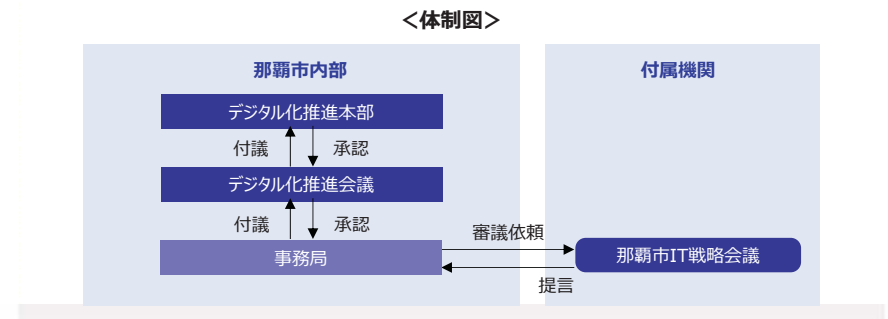 ＜体制図＞
那覇市内部
付属機関
デジタル化推進本部
付議
承認
デジタル化推進会議
付議
承認
審議依頼
事務局
那覇市IT戦略会議
提言